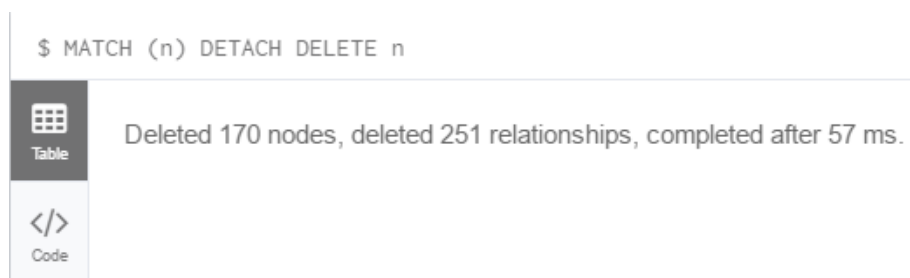 $ MATCH (n) DETACH DELETE n
Deleted 170 nodes, deleted 251 relationships, completed after 57 ms.
Table
</>
Code